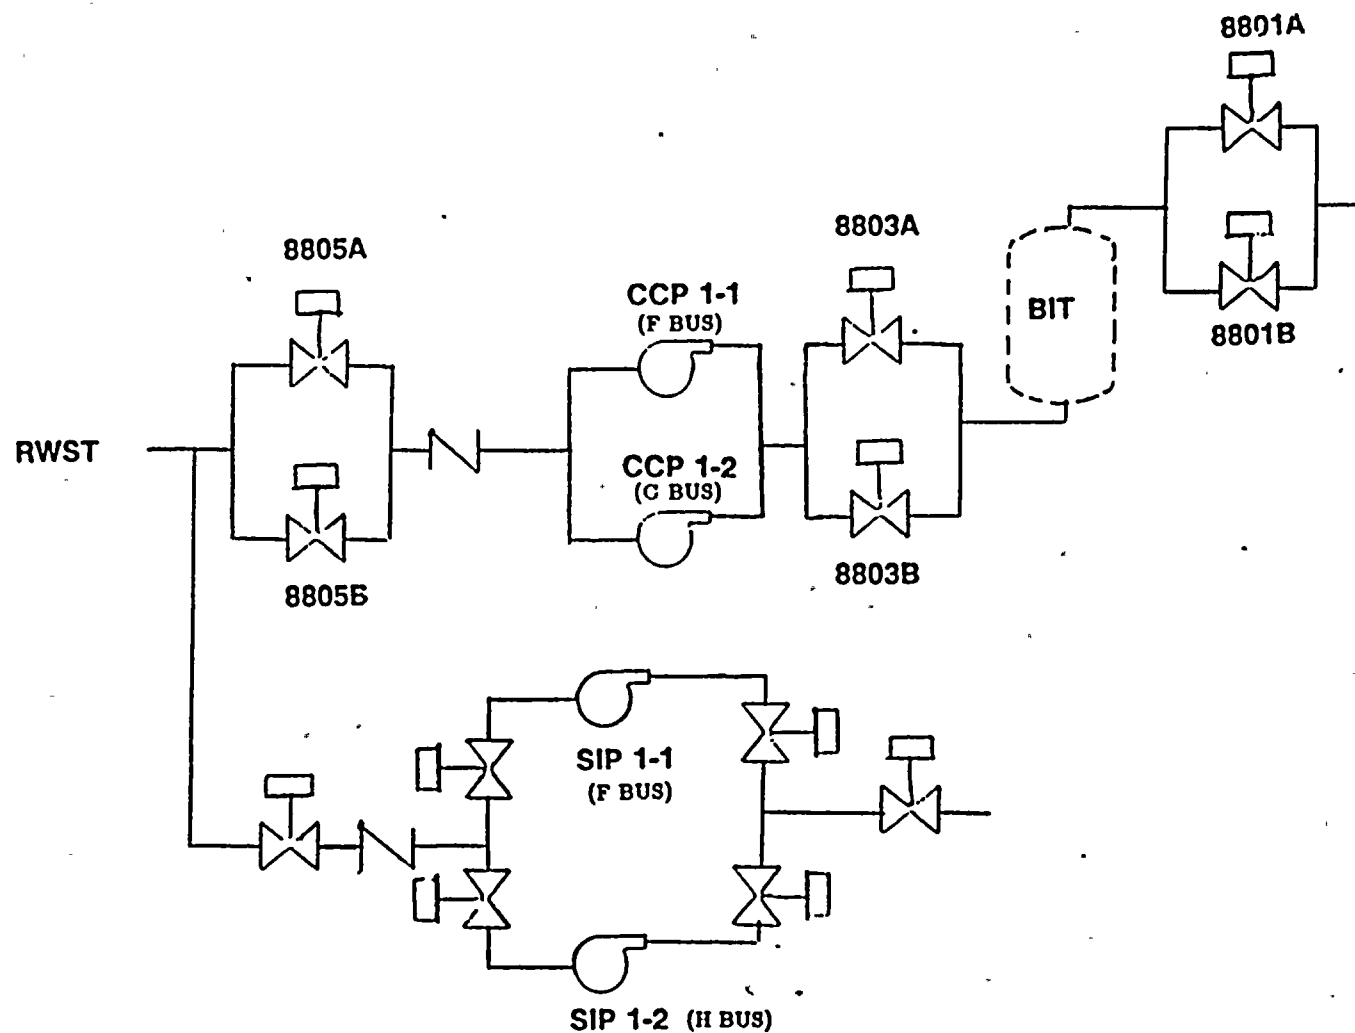 8801A
8803A
8805A
CCP 1-1
(F BUS)
BIT
8801B
RWST
CCP 1-2
(G BUS)
8803B
8805B
SIP 1-1
(F BUS)
SIP 1-2 (H BUS)